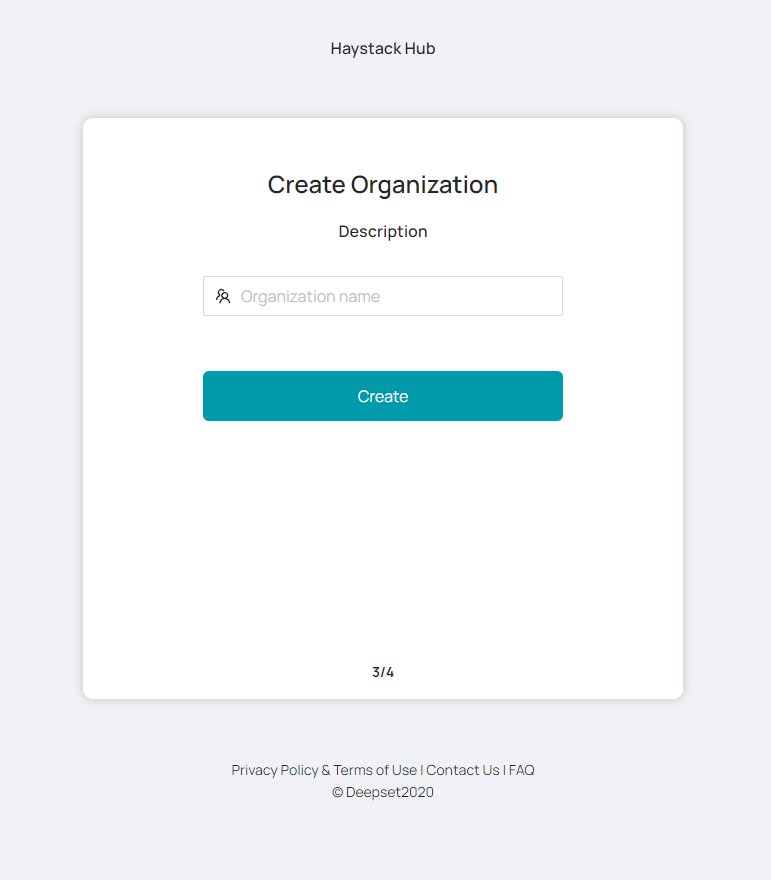 Haystack Hub
Create Organization
Description
Organization name
Create
3/4
Privacy Policy & Terms of Use | Contact Us | FAQ
© Deepset2020